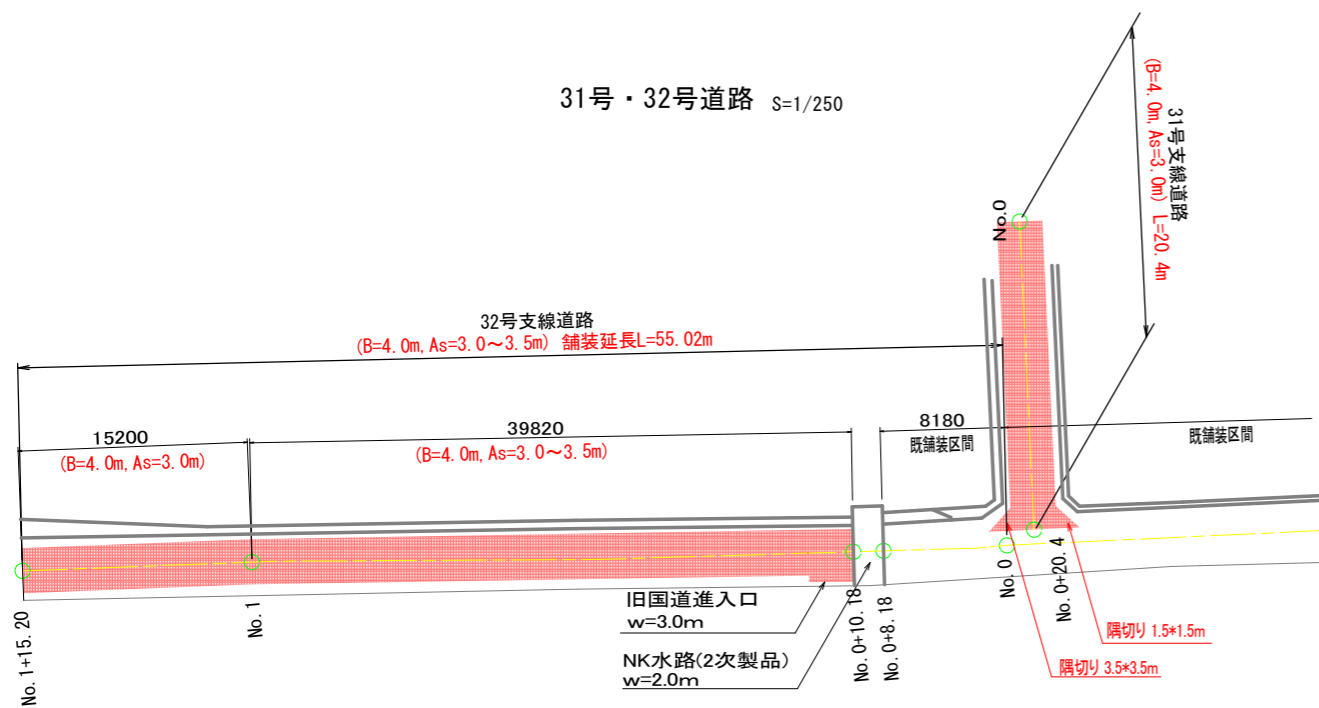 31号・32号道路 S=1/250
31号支線道路
(B=4.0m, As=3.0m) L=20.4m
No.0
32号支線道路
(B=4.0m, As=3.0～3.5m) 舗装延長L=55.02m
15200
(B=4.0m, As=3.0m)
39820
(B=4.0m, As=3.0～3.5m)
8180
既舗装区間
既舗装区間
No. 1+15. 20
No. 1
旧国道進入口
w=3.0m
NK水路(2次製品)
w=2.0m
No. 0+10. 18
No. 0+8. 18
No. 0
No. 0+20. 4
隅切り 1.5*1.5m
隅切り 3.5*3.5m